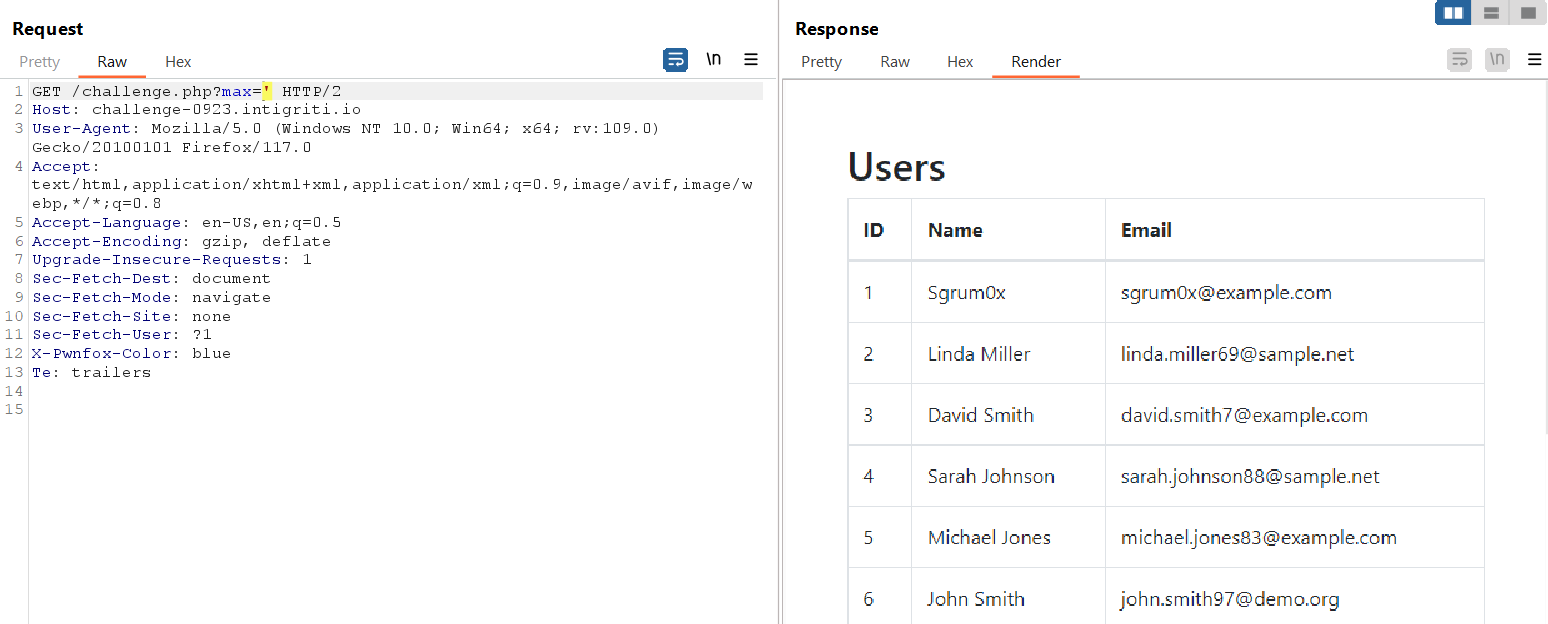 Request
Pretty Raw Hex \n
1 GET /challenge.php?max=' HTTP/2
2 Host: challenge-0923.intigriti.io
3 User-Agent: Mozilla/5.0 (Windows NT 10.0; Win64; x64; rv:109.0)
Gecko/20100101 Firefox/117.0
4 Accept:
text/html,application/xhtml+xml,application/xml;q=0.9,image/avif,image/w
ebp,*/*;q=0.8
5 Accept-Language: en-US,en;q=0.5
6 Accept-Encoding: gzip, deflate
7 Upgrade-Insecure-Requests: 1
8 Sec-Fetch-Dest: document
9 Sec-Fetch-Mode: navigate
10 Sec-Fetch-Site: none
11 Sec-Fetch-User: ?1
12 X-Pwnfox-Color: blue
13 Te: trailers
14
15
Response
Pretty Raw Hex Render \n
Users
ID Name Email
1 Sgrum0x sgrum0x@example.com
2 Linda Miller linda.miller69@sample.net
3 David Smith david.smith7@example.com
4 Sarah Johnson sarah.johnson88@sample.net
5 Michael Jones michael.jones83@example.com
6 John Smith john.smith97@demo.org